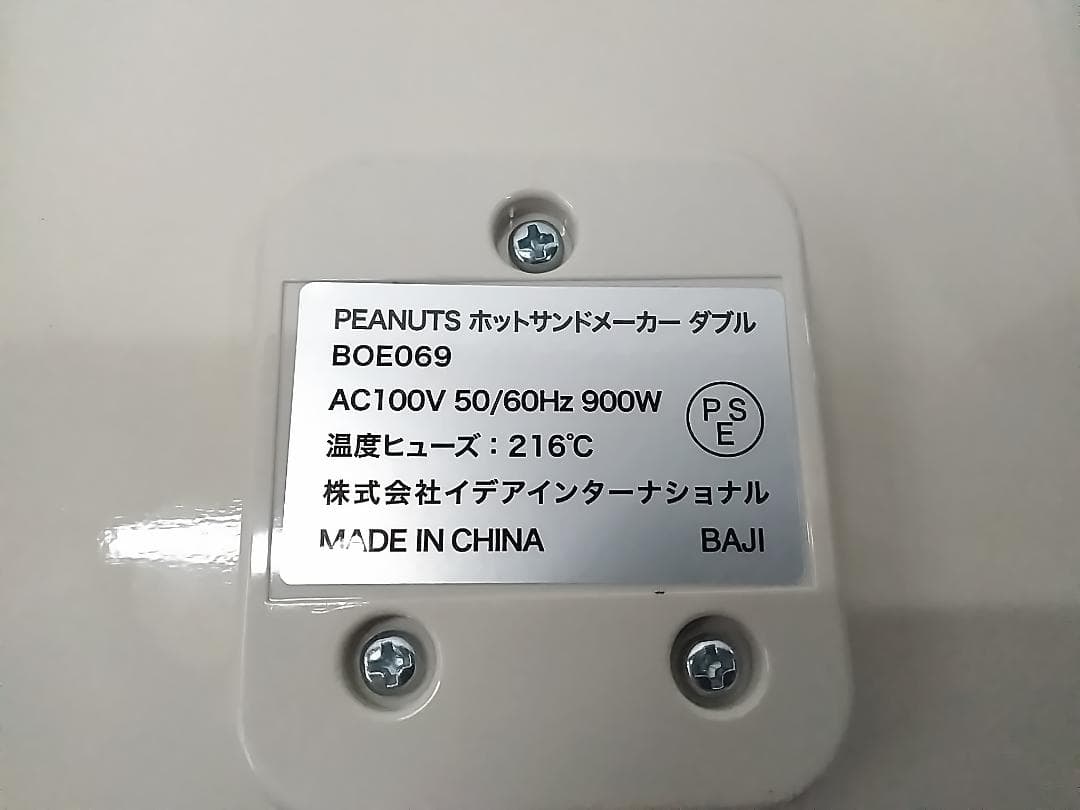 PEANUTS ホットサンドメーカー ダブル
BOE069
AC100V 50/60Hz 900W
PSE
温度ヒューズ：216℃
株式会社イデアインターナショナル
MADE IN CHINA BAJI